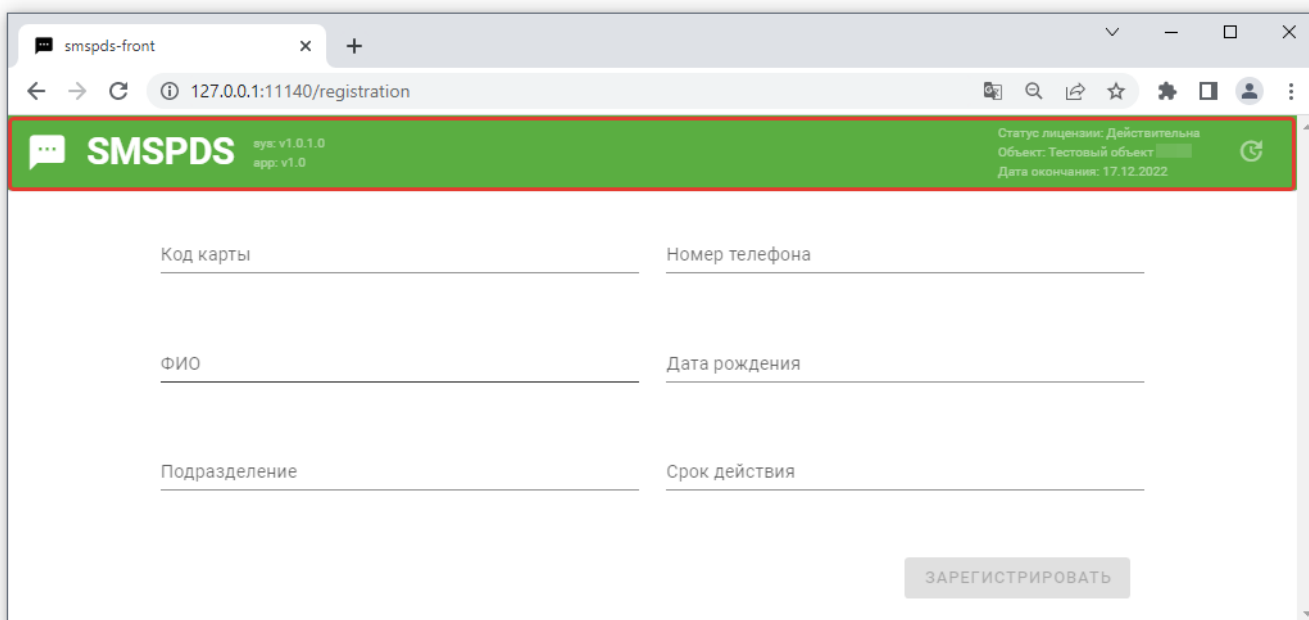 smspds-front
127.0.0.1:11140/registration
SMSPDS
sys: v1.0.1.0
app: v1.0
Статус лицензии: Действительна
Объект: Тестовый объект
Дата окончания: 17.12.2022
Код карты
Номер телефона
ФИО
Дата рождения
Подразделение
Срок действия
ЗАРЕГИСТРИРОВАТЬ